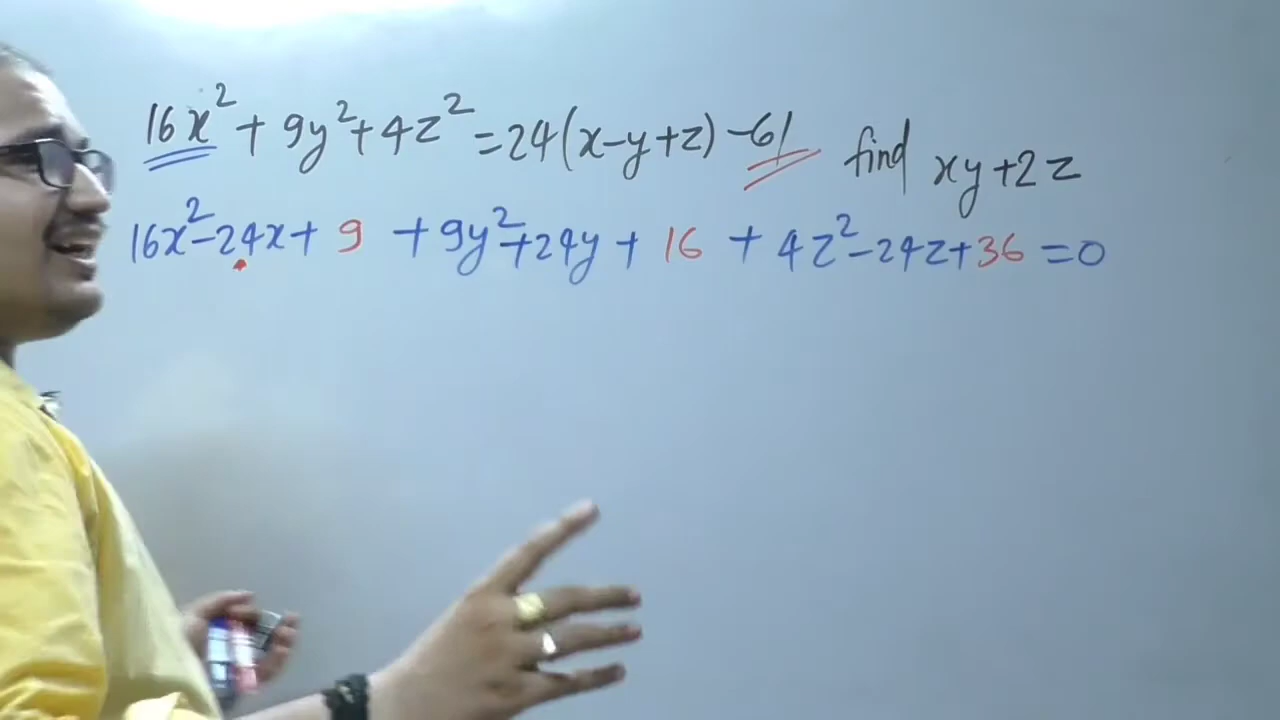 16x² + 9y² + 4z² = 24(x-y+z) - 61 find xy+2z
16x² - 24x + 9 + 9y² + 24y + 16 + 4z² - 24z + 36 = 0